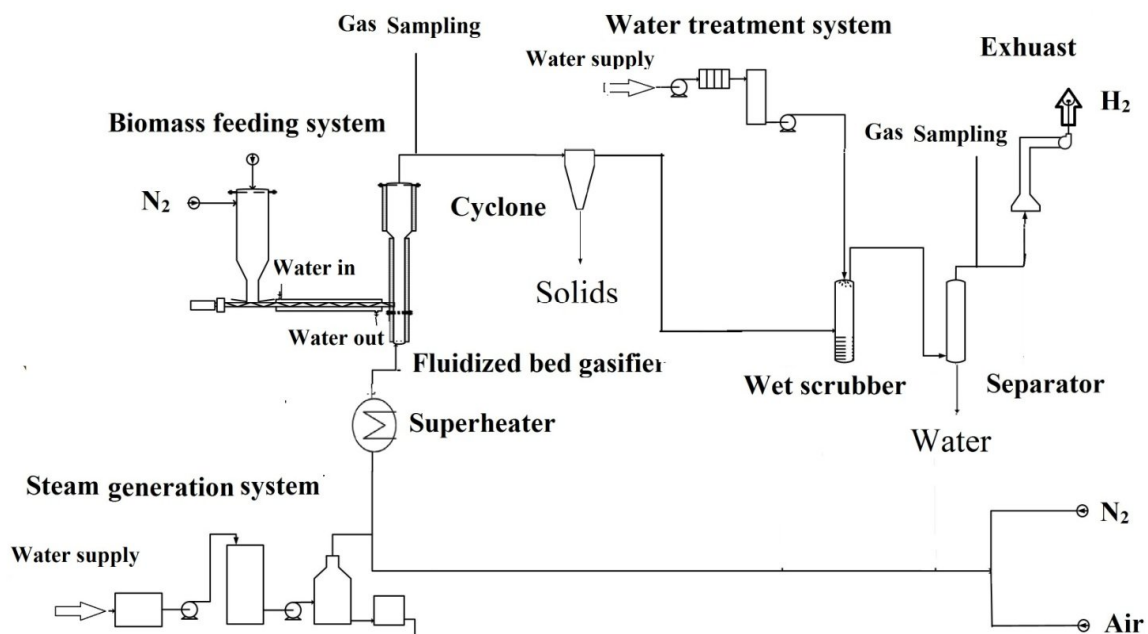 Gas Sampling
Water treatment system
Water supply
Exhuast
H₂
Biomass feeding system
Gas Sampling
N₂
Cyclone
Water in
Solids
Water out
Fluidized bed gasifier
Wet scrubber
Separator
Superheater
Water
Steam generation system
N₂
Water supply
Air